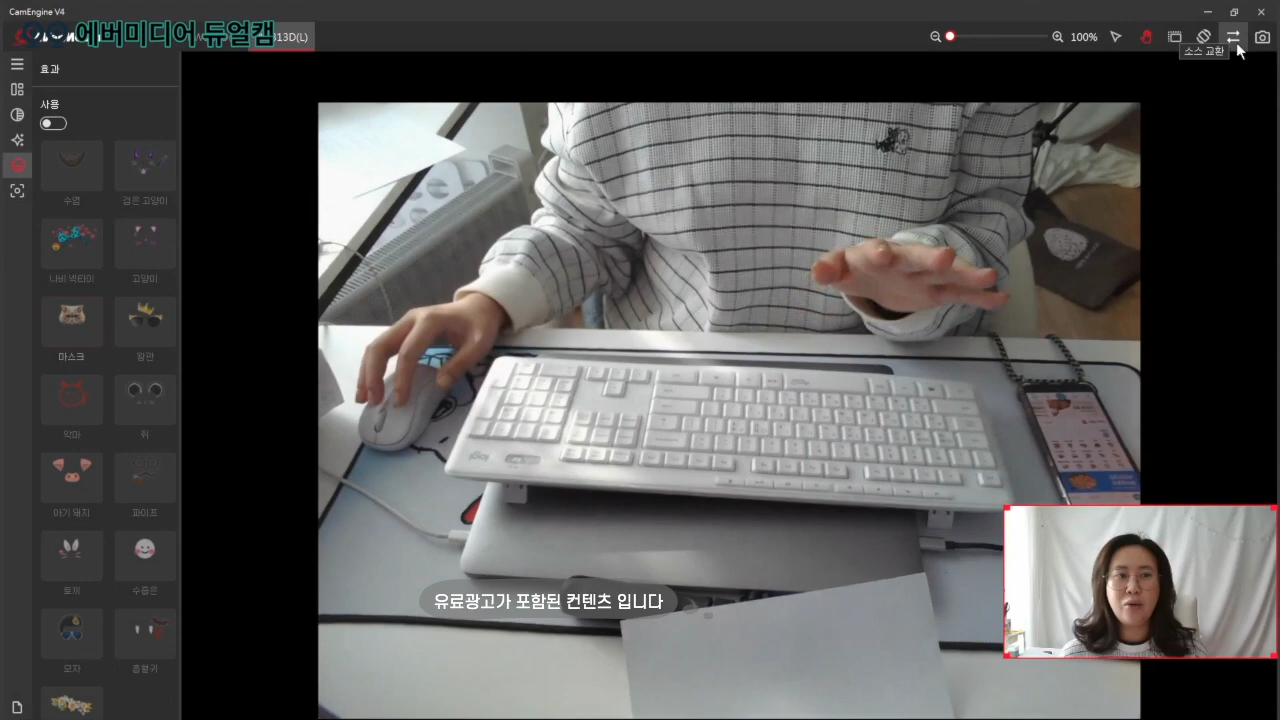 CamEngine V4
에버미디어 듀얼캠
313D(L)
100%
소스 교환
효과
사용
수염
검은 고양이
나비 넥타이
고양이
마스크
왕관
악마
쥐
아기 돼지
파이프
토끼
수줍은
모자
흡혈귀
유료광고가 포함된 컨텐츠 입니다